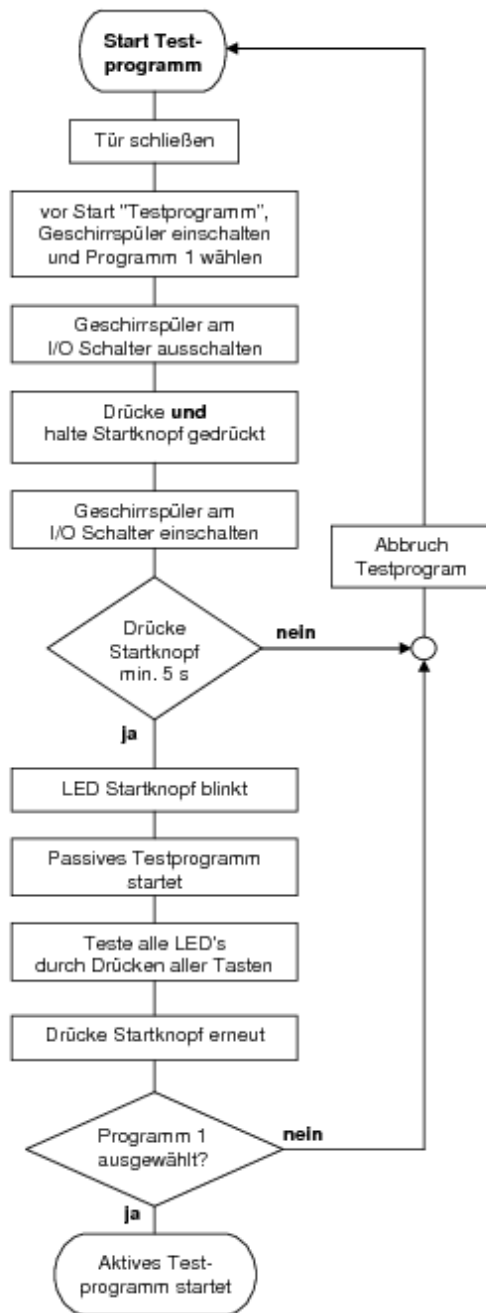 Start Test-
programm
Tür schließen
vor Start "Testprogramm",
Geschirrspüler einschalten
und Programm 1 wählen
Geschirrspüler am
I/O Schalter ausschalten
Drücke und
halte Startknopf gedrückt
Geschirrspüler am
I/O Schalter einschalten
Abbruch
Testprogram
Drücke
Startknopf
min. 5 s
nein
ja
LED Startknopf blinkt
Passives Testprogramm
startet
Teste alle LED's
durch Drücken aller Tasten
Drücke Startknopf erneut
Programm 1
ausgewählt?
nein
ja
Aktives Test-
programm startet